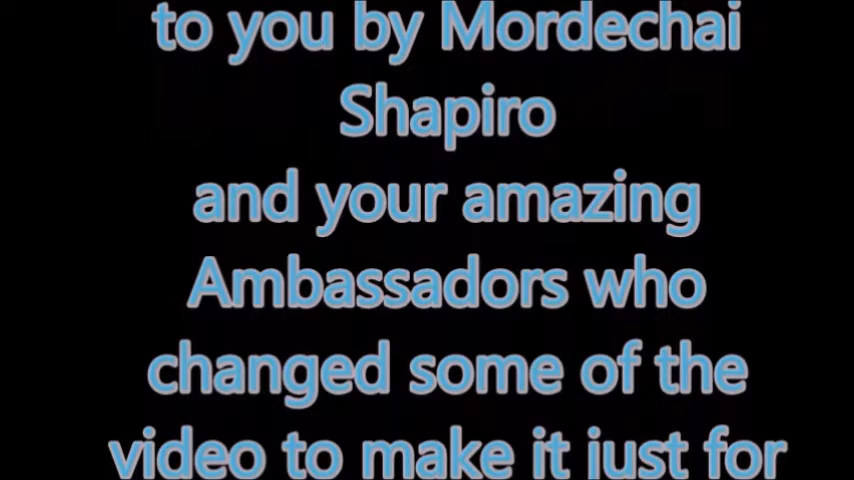 to you by Mordechai
Shapiro
and your amazing
Ambassadors who
changed some of the
video to make it just for